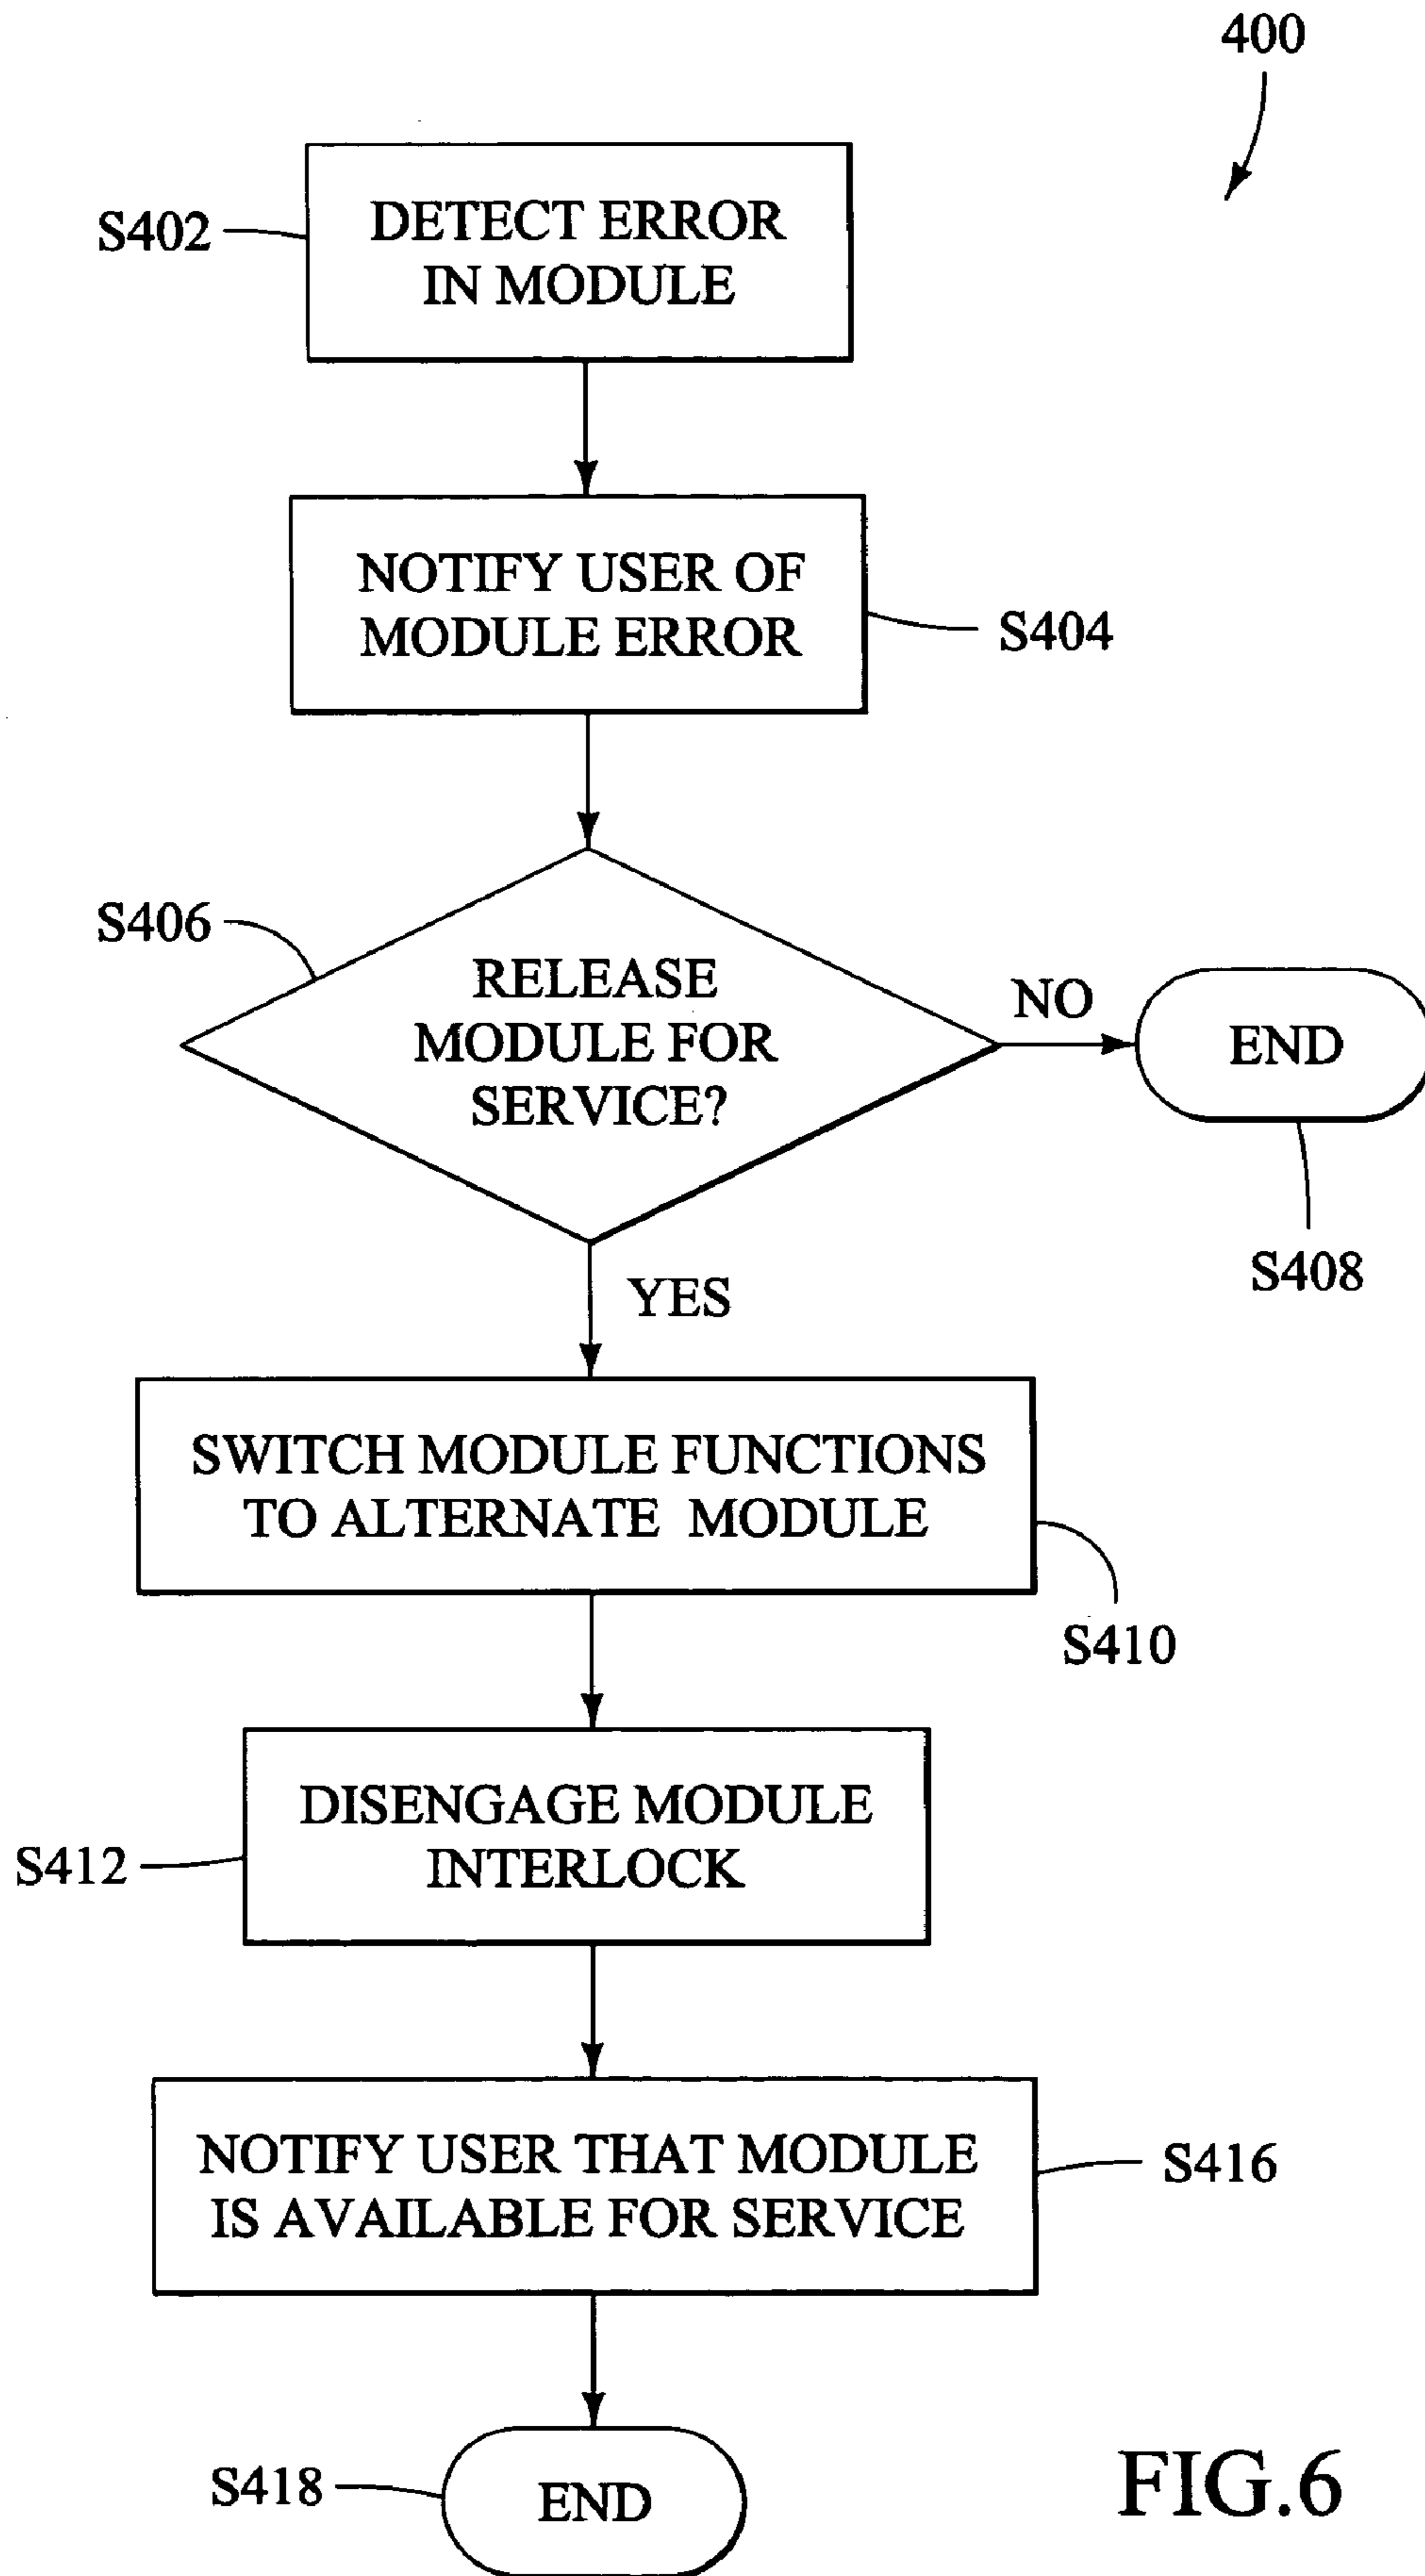 400
S402
DETECT ERROR
IN MODULE
NOTIFY USER OF
MODULE ERROR
S404
S406
RELEASE
MODULE FOR
SERVICE?
NO
END
S408
YES
SWITCH MODULE FUNCTIONS
TO ALTERNATE MODULE
S410
DISENGAGE MODULE
INTERLOCK
S412
NOTIFY USER THAT MODULE
IS AVAILABLE FOR SERVICE
S416
S418
END
FIG.6